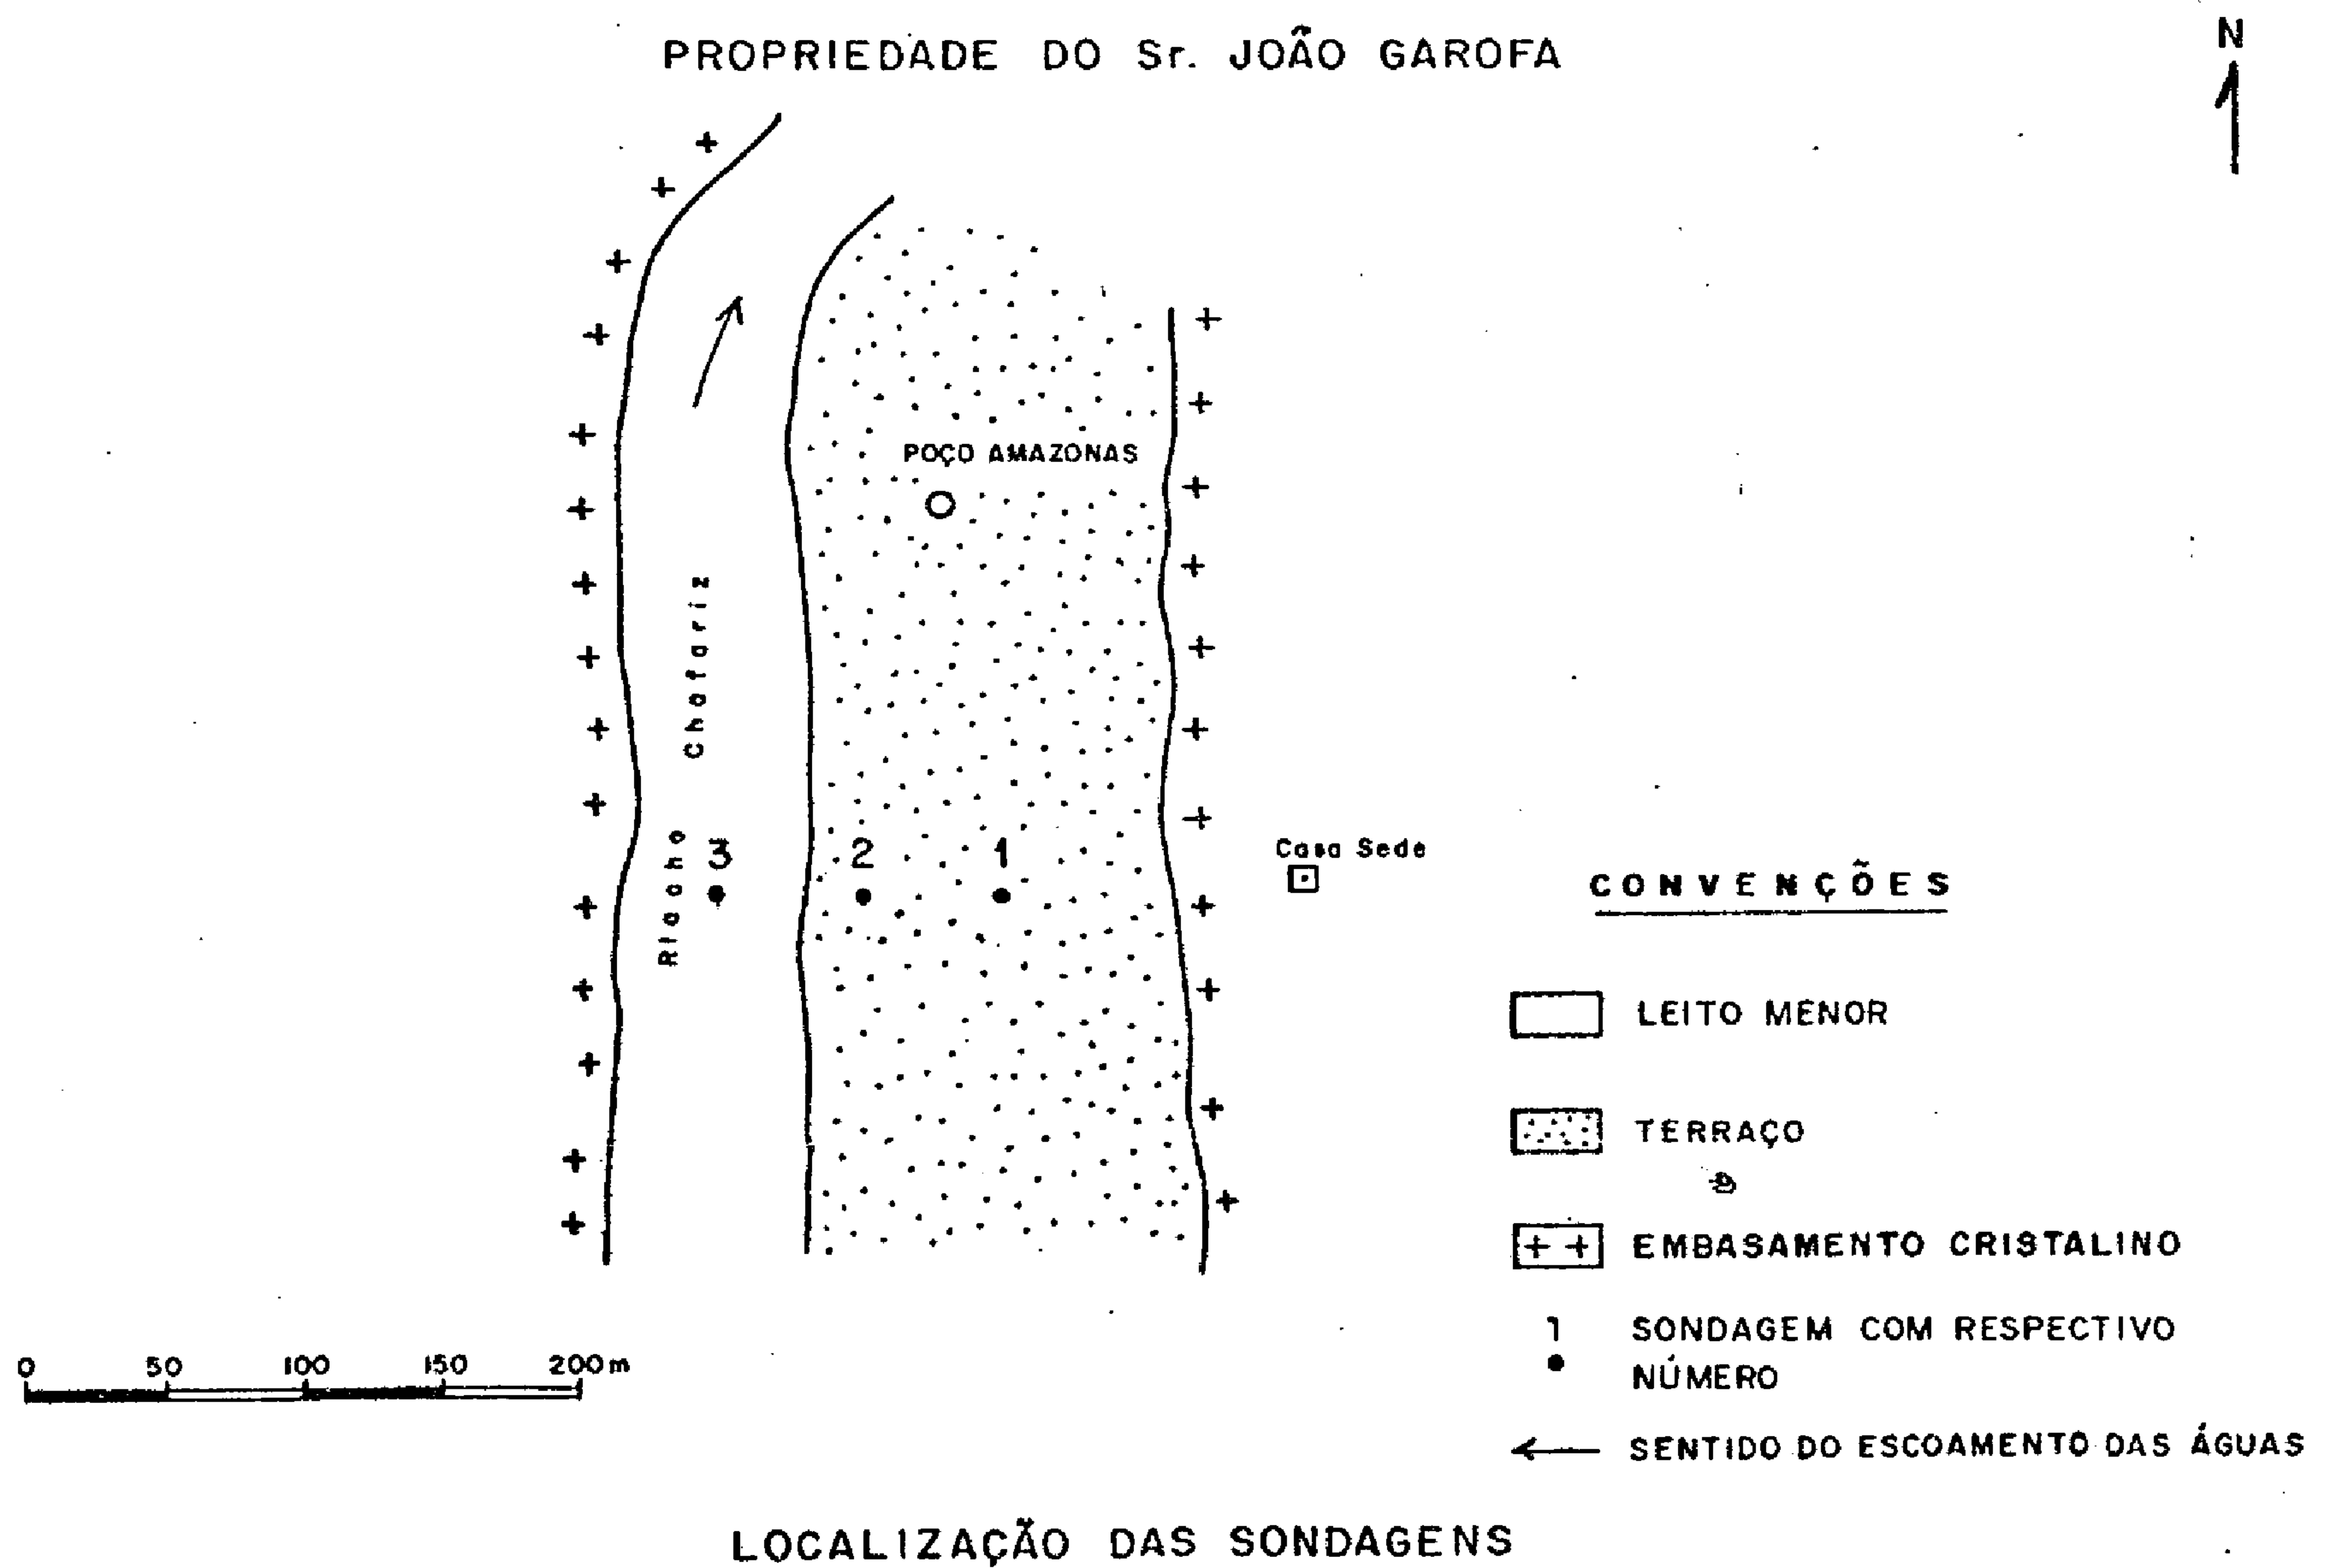 PROPRIEDADE DO Sr. JOÃO GAROFA
N
POÇO AMAZONAS
Riacho Chafariz
3
2
1
Casa Sede
CONVENÇÕES
LEITO MENOR
TERRAÇO
EMBASAMENTO CRISTALINO
1 SONDAGEM COM RESPECTIVO
NÚMERO
SENTIDO DO ESCOAMENTO DAS ÁGUAS
0 50 100 150 200m
LOCALIZAÇÃO DAS SONDAGENS